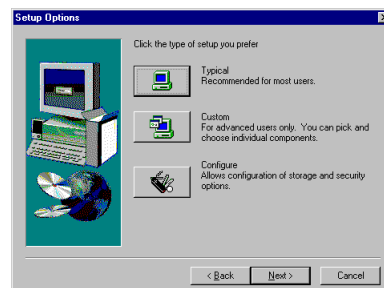 Setup Options
Click the type of setup you prefer
Typical
Recommended for most users.
Custom
For advanced users only. You can pick and
choose individual components.
Configure
Allows configuration of storage and security
options.
< Back
Next >
Cancel